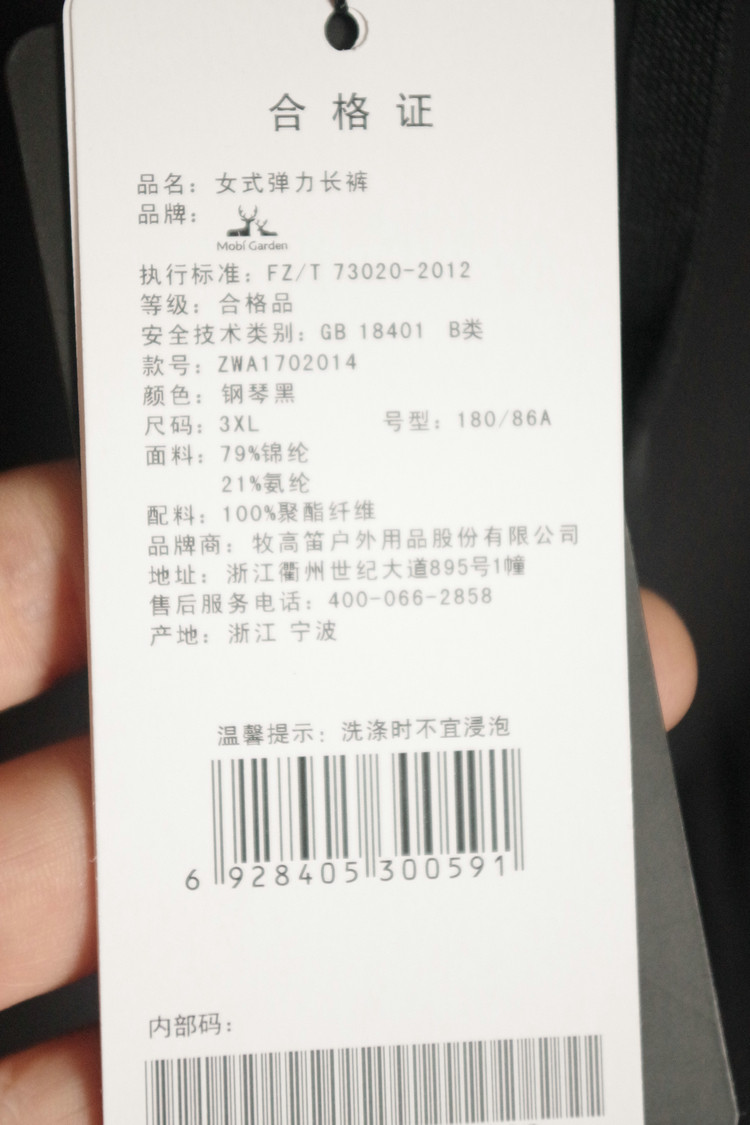 合格证
品名：女式弹力长裤
品牌：
Mobi Garden
执行标准：FZ/T 73020-2012
等级：合格品
安全技术类别：GB 18401 B类
款号：ZWA1702014
颜色：钢琴黑
尺码：3XL 号型：180/86A
面料：79%锦纶
21%氨纶
配料：100%聚酯纤维
品牌商：牧高笛户外用品股份有限公司
地址：浙江衢州世纪大道895号1幢
售后服务电话：400-066-2858
产地：浙江 宁波
温馨提示：洗涤时不宜浸泡
6 928405 300591
内部码：